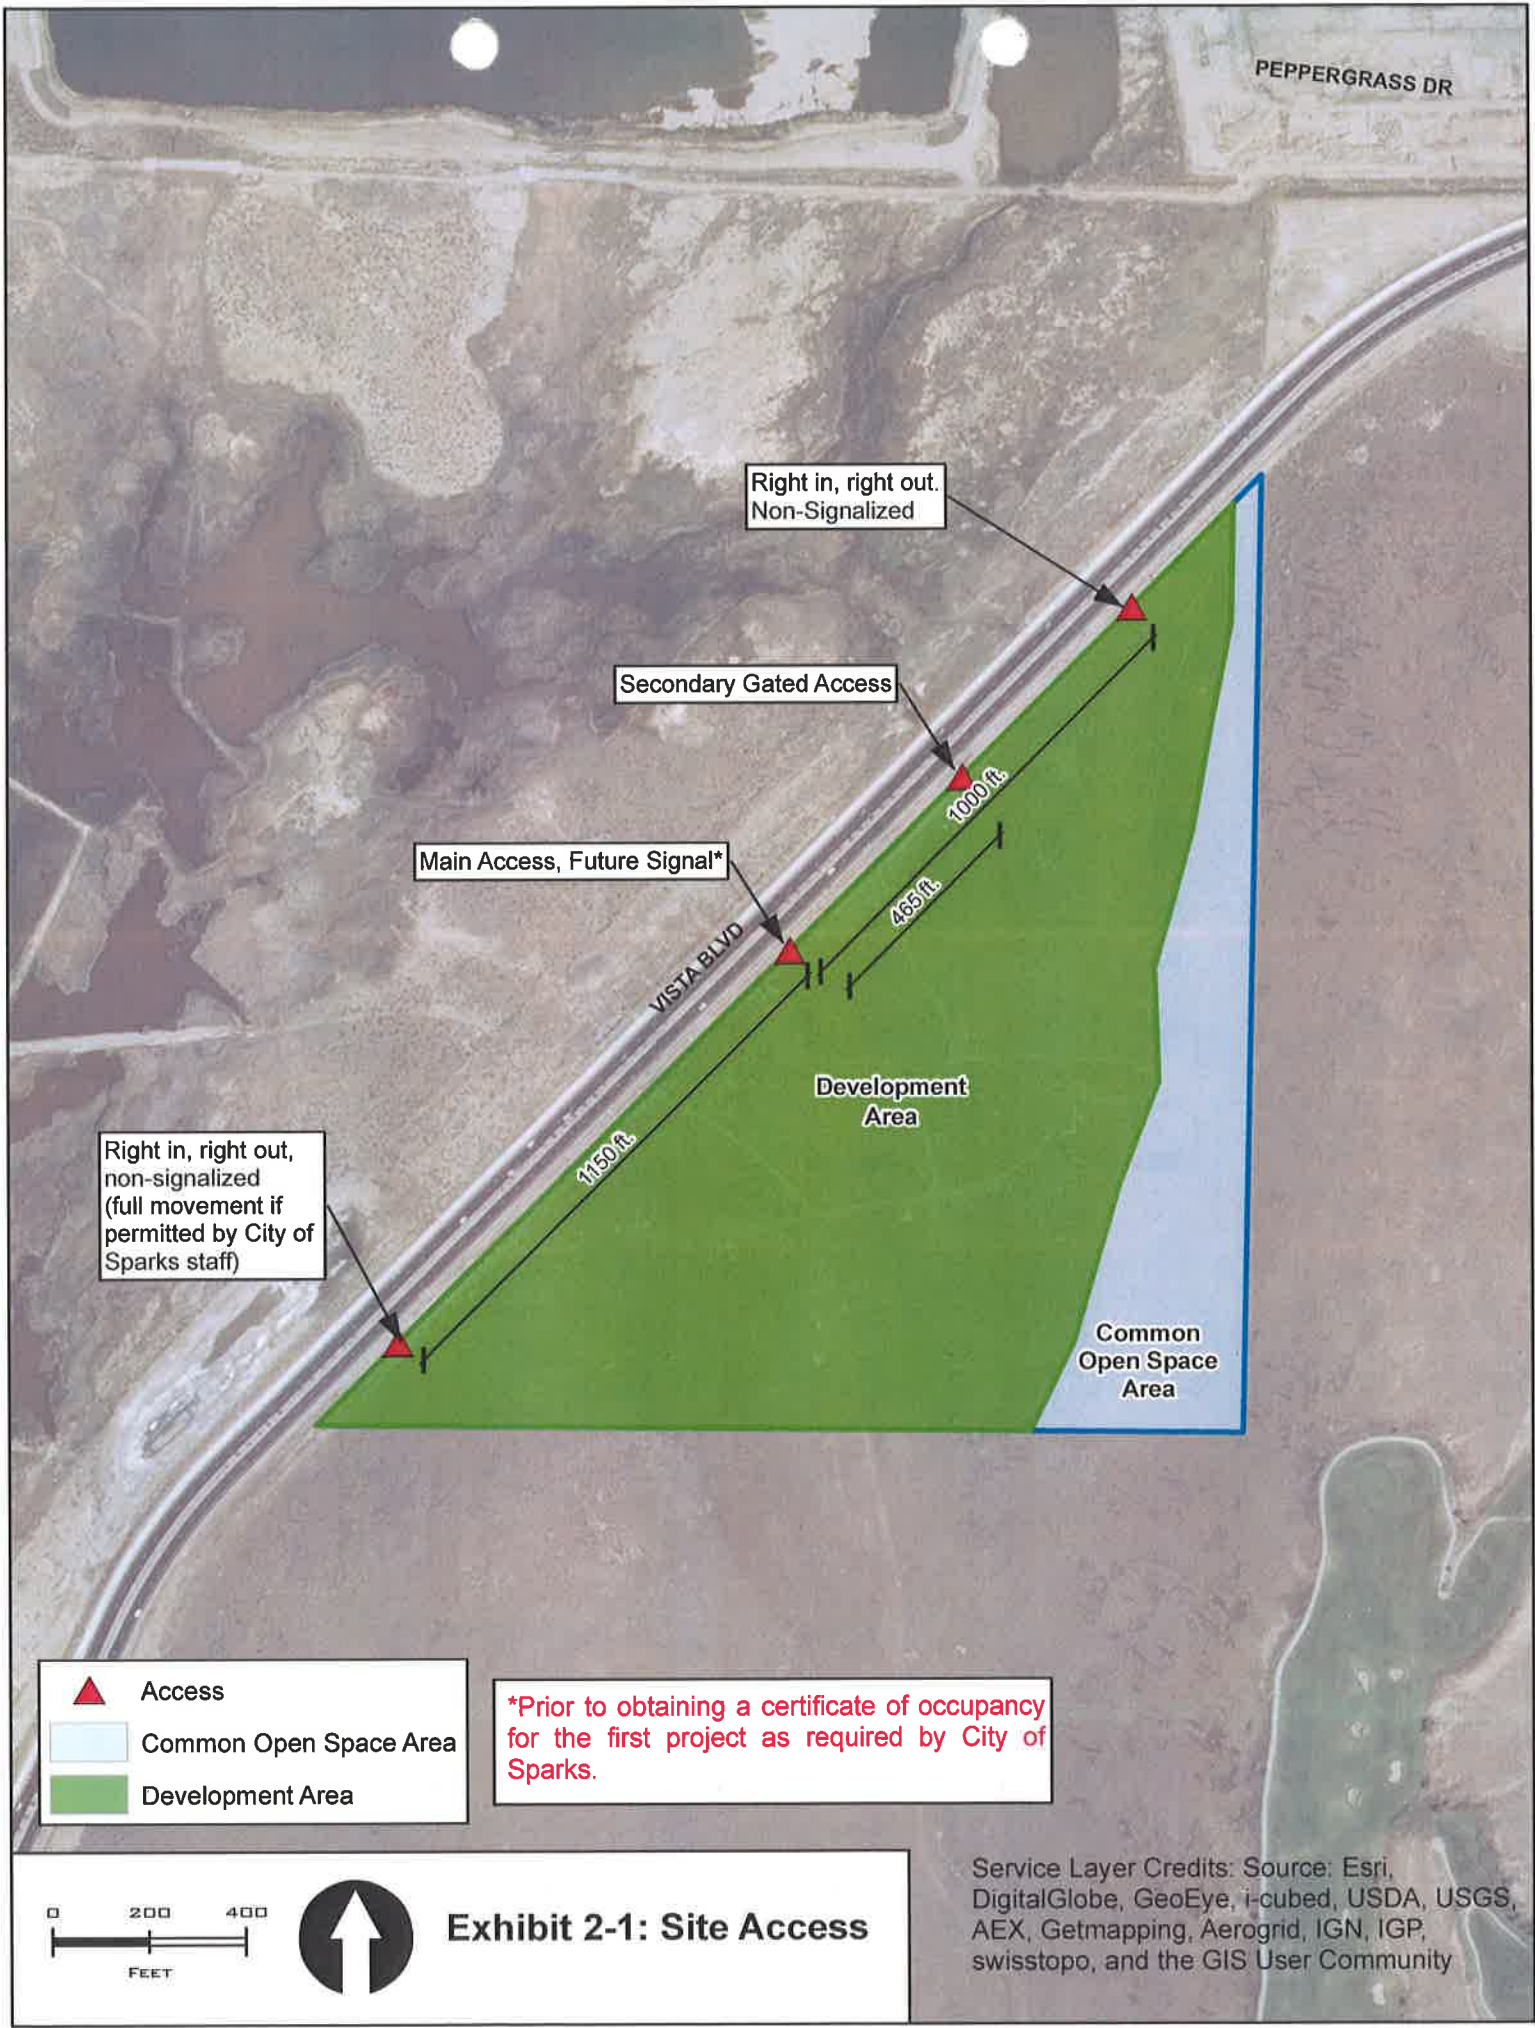 PEPPERGRASS DR
Right in, right out.
Non-Signalized
Secondary Gated Access
1000 ft.
Main Access, Future Signal*
465 ft.
VISTA BLVD
Development
Area
1150 ft.
Right in, right out,
non-signalized
(full movement if
permitted by City of
Sparks staff)
Common
Open Space
Area
Access
Common Open Space Area
Development Area
*Prior to obtaining a certificate of occupancy
for the first project as required by City of
Sparks.
0 200 400
FEET
Exhibit 2-1: Site Access
Service Layer Credits: Source: Esri,
DigitalGlobe, GeoEye, i-cubed, USDA, USGS,
AEX, Getmapping, Aerogrid, IGN, IGP,
swisstopo, and the GIS User Community